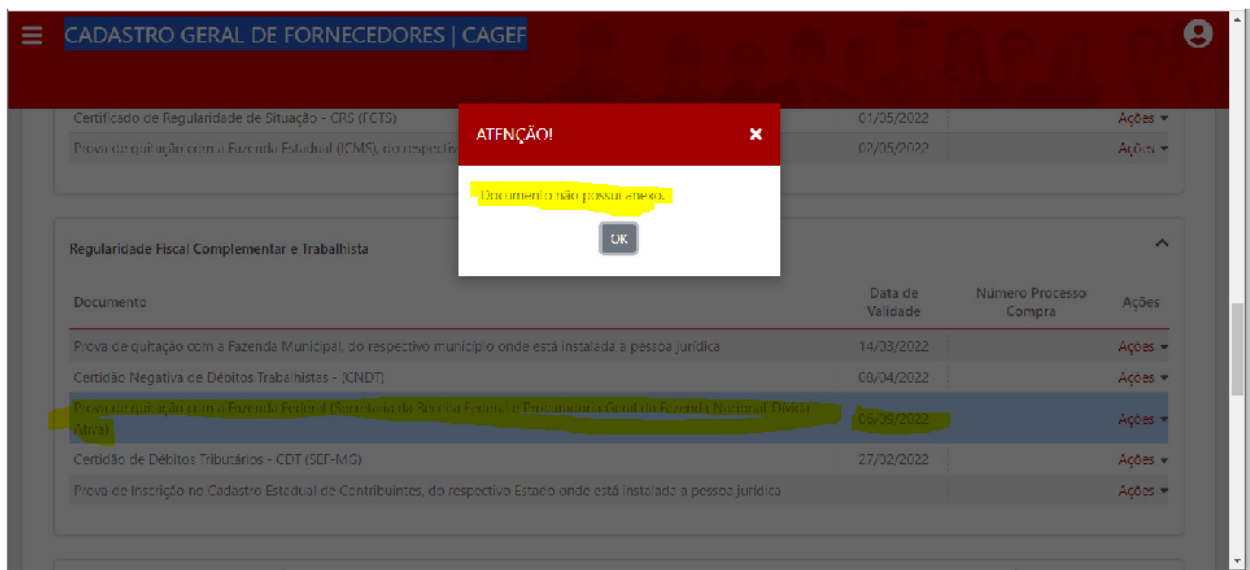 CADASTRO GERAL DE FORNECEDORES | CAGEF
Certificado de Regularidade de Situação - CRS (FGTS) 01/05/2022 Ações
Prova de quitação com a Fazenda Estadual (ICMS), do respectiv 02/05/2022 Ações
ATENÇÃO!
Documento não possui anexo.
OK
Regularidade Fiscal Complementar e Trabalhista
Documento Data de Validade Número Processo Compra Ações
Prova de quitação com a Fazenda Municipal, do respectivo município onde está instalada a pessoa jurídica 14/03/2022 Ações
Certidão Negativa de Débitos Trabalhistas - (CNDT) 08/04/2022 Ações
Prova de quitação com a Fazenda Federal (Secretaria da Receita Federal e Procuradoria Geral da Fazenda Nacional-Dívida
Ativa) 06/09/2022 Ações
Certidão de Débitos Tributários - CDT (SEF-MG) 27/02/2022 Ações
Prova de Inscrição no Cadastro Estadual de Contribuintes, do respectivo Estado onde está instalada a pessoa jurídica Ações